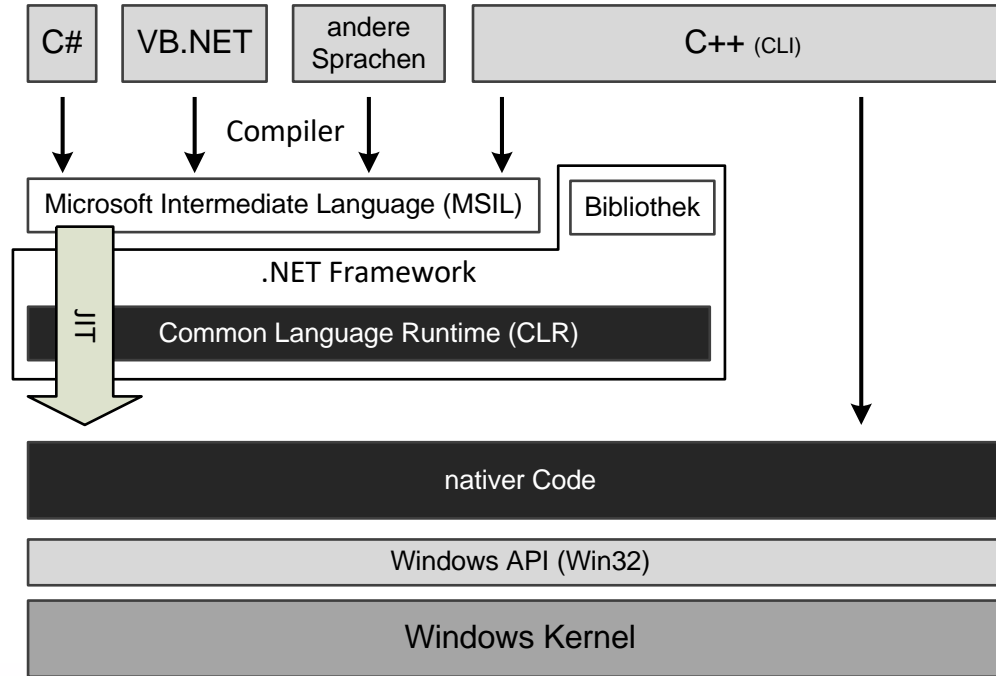 C#
VB.NET
andere
Sprachen
C++ (CLI)
Compiler
Microsoft Intermediate Language (MSIL)
Bibliothek
.NET Framework
JIT
Common Language Runtime (CLR)
nativer Code
Windows API (Win32)
Windows Kernel